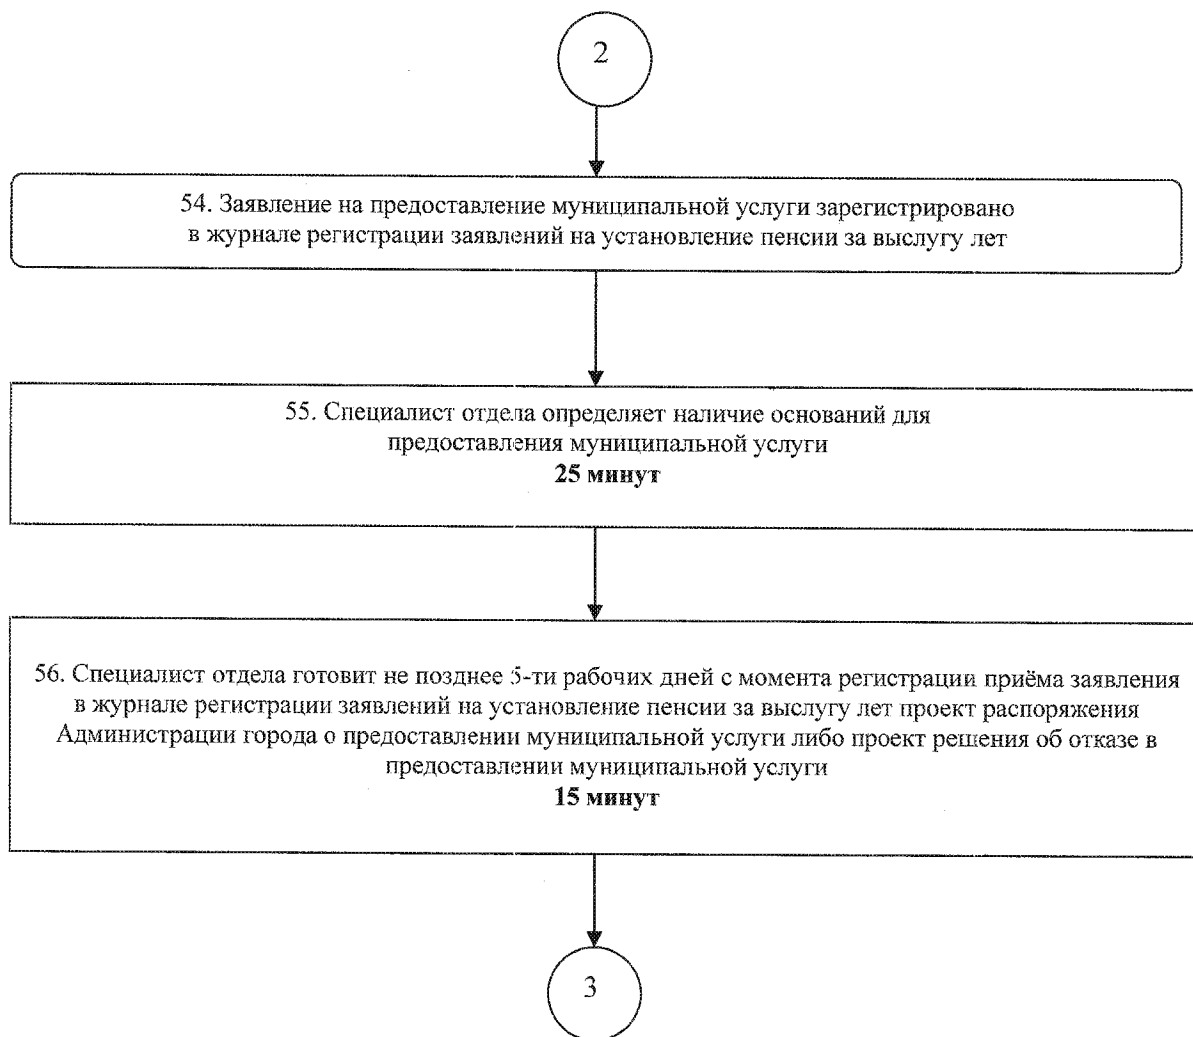 2
54. Заявление на предоставление муниципальной услуги зарегистрировано
в журнале регистрации заявлений на установление пенсии за выслугу лет
55. Специалист отдела определяет наличие оснований для
предоставления муниципальной услуги
25 минут
56. Специалист отдела готовит не позднее 5-ти рабочих дней с момента регистрации приёма заявления
в журнале регистрации заявлений на установление пенсии за выслугу лет проект распоряжения
Администрации города о предоставлении муниципальной услуги либо проект решения об отказе в
предоставлении муниципальной услуги
15 минут
3